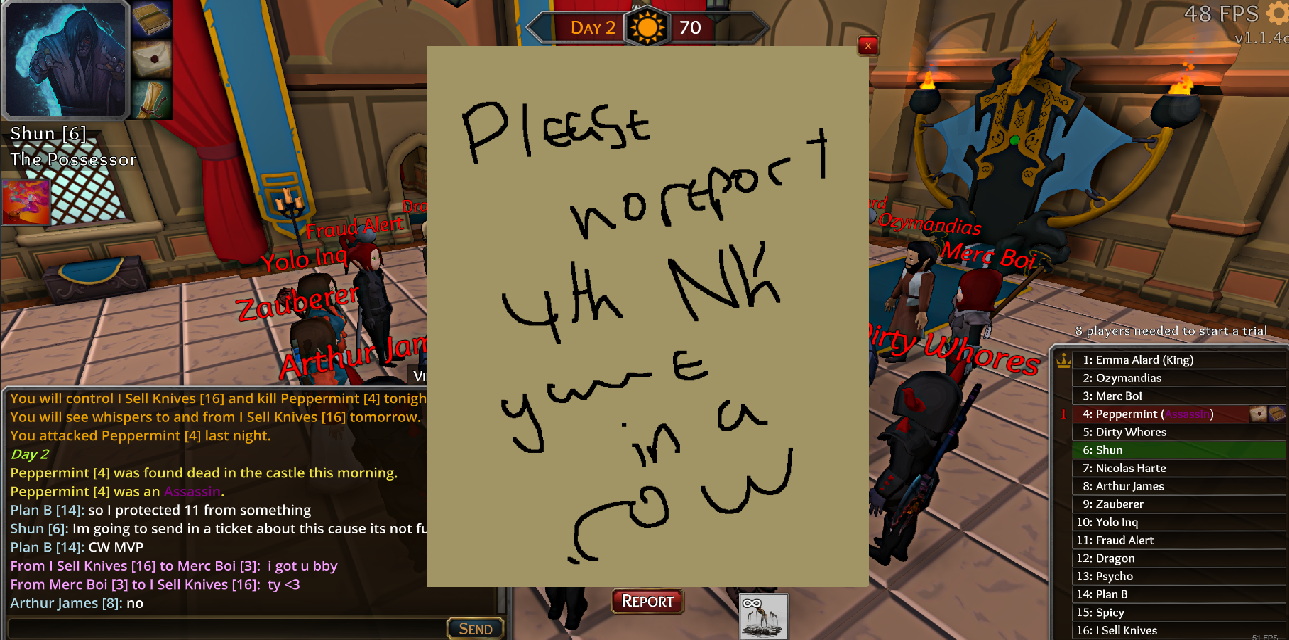 48 FPS
v1.1.4c
DAY 2
70
x
Shun [6]
The Possessor
Please
noreport
4th NK
game
in a
row
Fraud Alert
Yolo Inq
Zauberer
Arthur Jam
Ozymandias
Merc Boi
Dirty Whores
8 players needed to start a trial
1: Emma Alard (King)
2: Ozymandias
3: Merc Boi
4: Peppermint (Assassin)
5: Dirty Whores
6: Shun
7: Nicolas Harte
8: Arthur James
9: Zauberer
10: Yolo Inq
11: Fraud Alert
12: Dragon
13: Psycho
14: Plan B
15: Spicy
16: I Sell Knives
You will control I Sell Knives [16] and kill Peppermint [4] tonigh
You will see whispers to and from I Sell Knives [16] tomorrow.
You attacked Peppermint [4] last night.
Day 2
Peppermint [4] was found dead in the castle this morning.
Peppermint [4] was an Assassin.
Plan B [14]: so I protected 11 from something
Shun [6]: Im going to send in a ticket about this cause its not fu
Plan B [14]: CW MVP
From I Sell Knives [16] to Merc Boi [3]: i got u bby
From Merc Boi [3] to I Sell Knives [16]: ty <3
Arthur James [8]: no
SEND
REPORT
∞